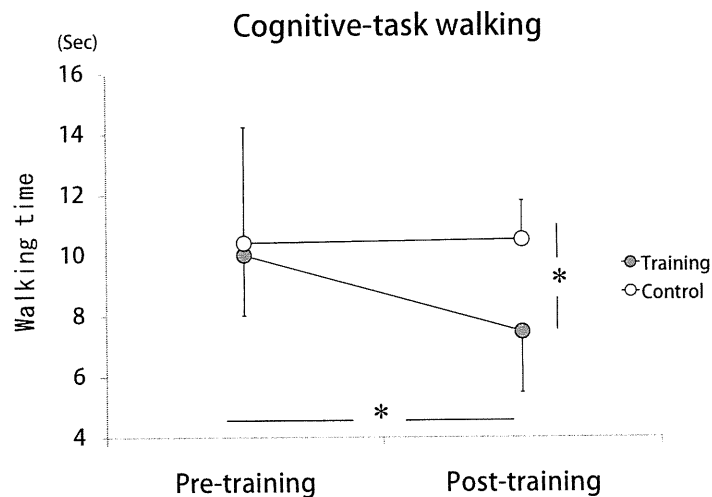 Cognitive-task walking
(Sec)
16
14
12
10
8
6
4
Walking time
*
*
Training
Control
Pre-training
Post-training